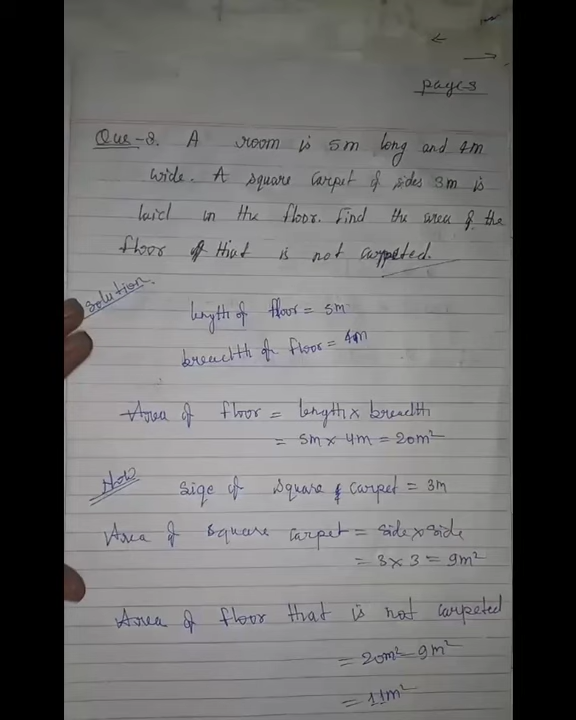 page-3
Que-3. A room is 5m long and 4m
wide. A square carpet of sides 3m is
laid in the floor. Find the area of the
floor of that is not carpeted.
Solution.
length of floor = 5m
breadth of floor = 4m
Area of floor = length x breadth
= 5m x 4m = 20m²
Now
Size of square carpet = 3m
Area of square carpet = side x side
= 3 x 3 = 9m²
Area of floor that is not carpeted
= 20m² - 9m²
= 11m²